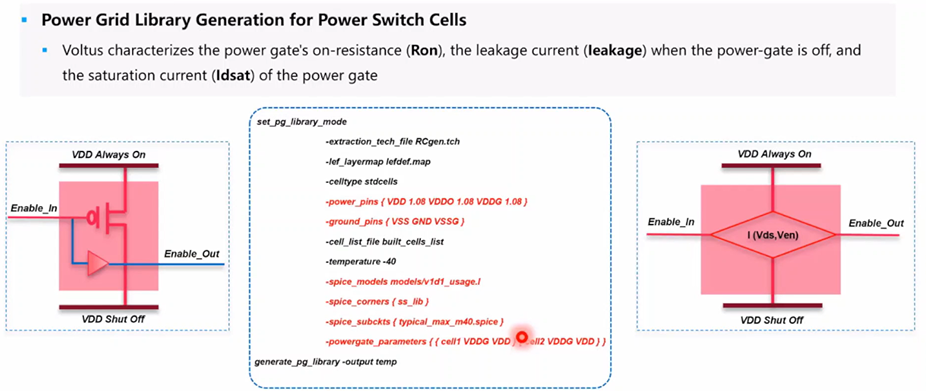 Power Grid Library Generation for Power Switch Cells
Voltus characterizes the power gate's on-resistance (Ron), the leakage current (leakage) when the power-gate is off, and
the saturation current (Idsat) of the power gate
set_pg_library_mode
-extraction_tech_file RCgen.tch
-lef_layermap lefdef.map
-celltype stdcells
-power_pins { VDD 1.08 VDDO 1.08 VDDG 1.08 }
-ground_pins { VSS GND VSSG }
-cell_list_file built_cells_list
-temperature -40
-spice_models models/v1d1_usage.l
-spice_corners { ss_lib }
-spice_subckts { typical_max_m40.spice }
-powergate_parameters { { cell1 VDDG VDD } ell2 VDDG VDD } }
generate_pg_library -output temp
VDD Always On
Enable_In
Enable_Out
VDD Shut Off
VDD Always On
Enable_In
I (Vds,Ven)
Enable_Out
VDD Shut Off